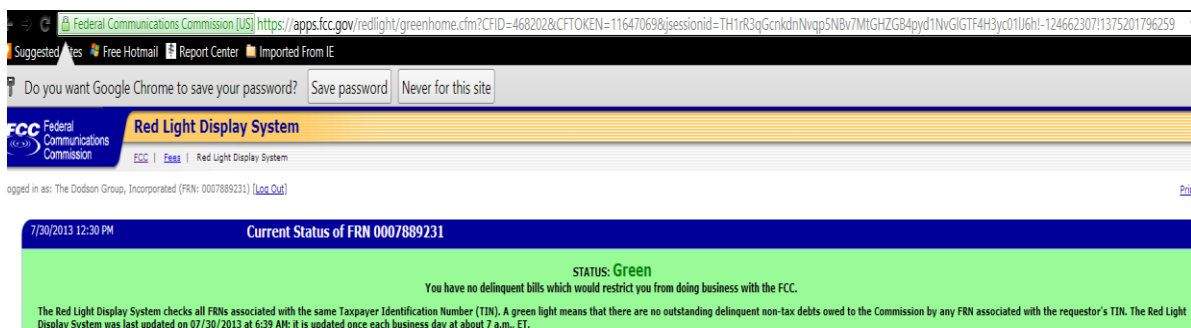 Federal Communications Commission [US] https://apps.fcc.gov/redlight/greenhome.cfm?CFID=468202&CFTOKEN=11647069&jsessionid=TH1rR3qGcnkdnNvqp5NBv7MtGHZGB4pyd1NvGlGTF4H3yc01lJ6h!-124662307!1375201796259
Suggested Sites Free Hotmail Report Center Imported From IE
Do you want Google Chrome to save your password? Save password Never for this site
FCC Federal Communications Commission
Red Light Display System
FCC | Fees | Red Light Display System
ogged in as: The Dodson Group, Incorporated (FRN: 0007889231) [Log Out] Pri
7/30/2013 12:30 PM Current Status of FRN 0007889231
STATUS: Green
You have no delinquent bills which would restrict you from doing business with the FCC.
The Red Light Display System checks all FRNs associated with the same Taxpayer Identification Number (TIN). A green light means that there are no outstanding delinquent non-tax debts owed to the Commission by any FRN associated with the requestor's TIN. The Red Light
Display System was last updated on 07/30/2013 at 6:39 AM; it is updated once each business day at about 7 a.m., ET.